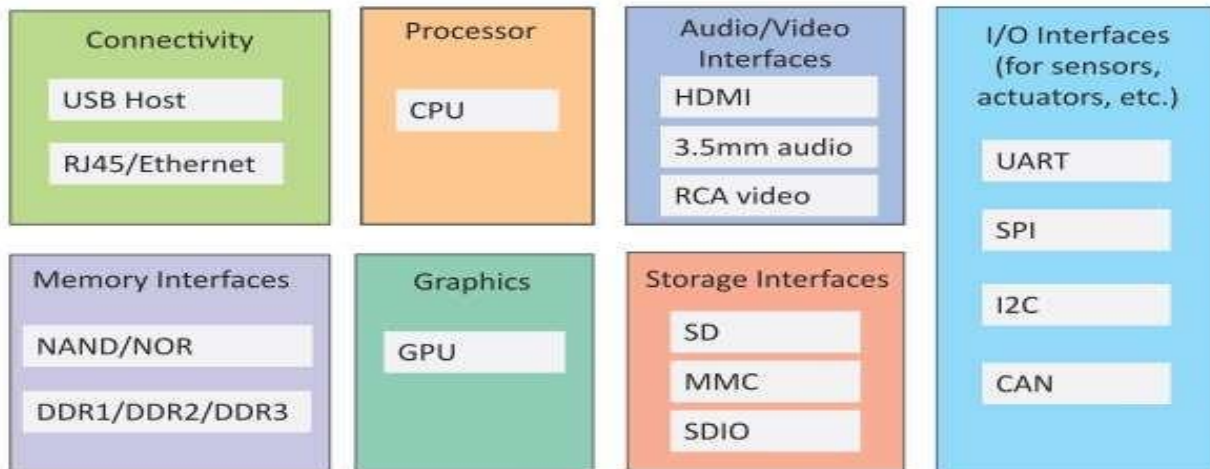 Connectivity
USB Host
RJ45/Ethernet
Processor
CPU
Audio/Video
Interfaces
HDMI
3.5mm audio
RCA video
I/O Interfaces
(for sensors,
actuators, etc.)
UART
SPI
I2C
CAN
Memory Interfaces
NAND/NOR
DDR1/DDR2/DDR3
Graphics
GPU
Storage Interfaces
SD
MMC
SDIO